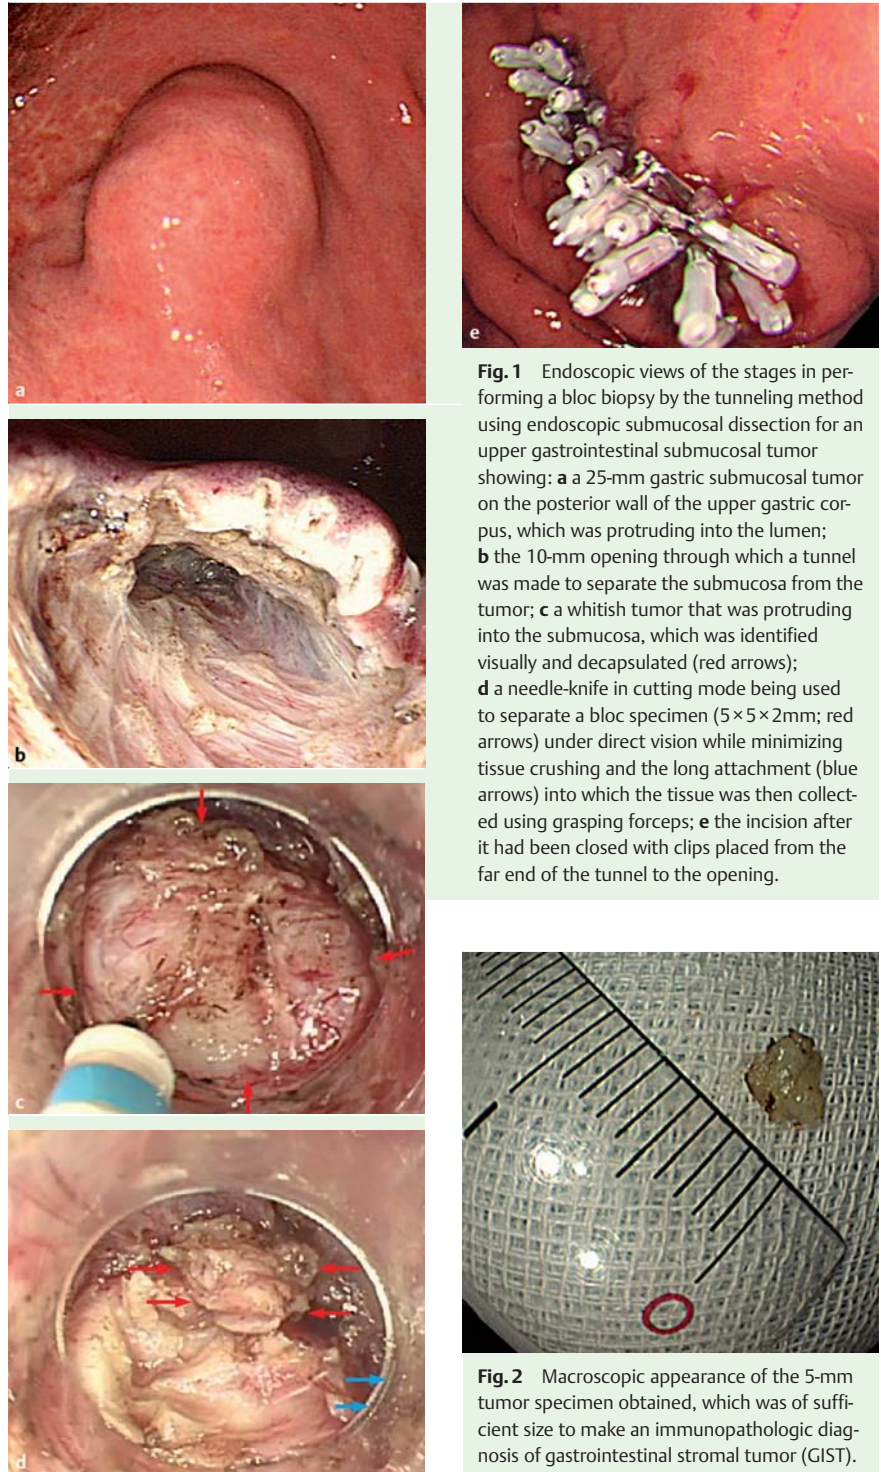 a
e
Fig. 1 Endoscopic views of the stages in per-
forming a bloc biopsy by the tunneling method
using endoscopic submucosal dissection for an
upper gastrointestinal submucosal tumor
showing: a a 25-mm gastric submucosal tumor
on the posterior wall of the upper gastric cor-
pus, which was protruding into the lumen;
b the 10-mm opening through which a tunnel
was made to separate the submucosa from the
tumor; c a whitish tumor that was protruding
into the submucosa, which was identified
visually and decapsulated (red arrows);
d a needle-knife in cutting mode being used
to separate a bloc specimen (5×5×2mm; red
arrows) under direct vision while minimizing
tissue crushing and the long attachment (blue
arrows) into which the tissue was then collect-
ed using grasping forceps; e the incision after
it had been closed with clips placed from the
far end of the tunnel to the opening.
b
c
d
Fig. 2 Macroscopic appearance of the 5-mm
tumor specimen obtained, which was of suffi-
cient size to make an immunopathologic diag-
nosis of gastrointestinal stromal tumor (GIST).